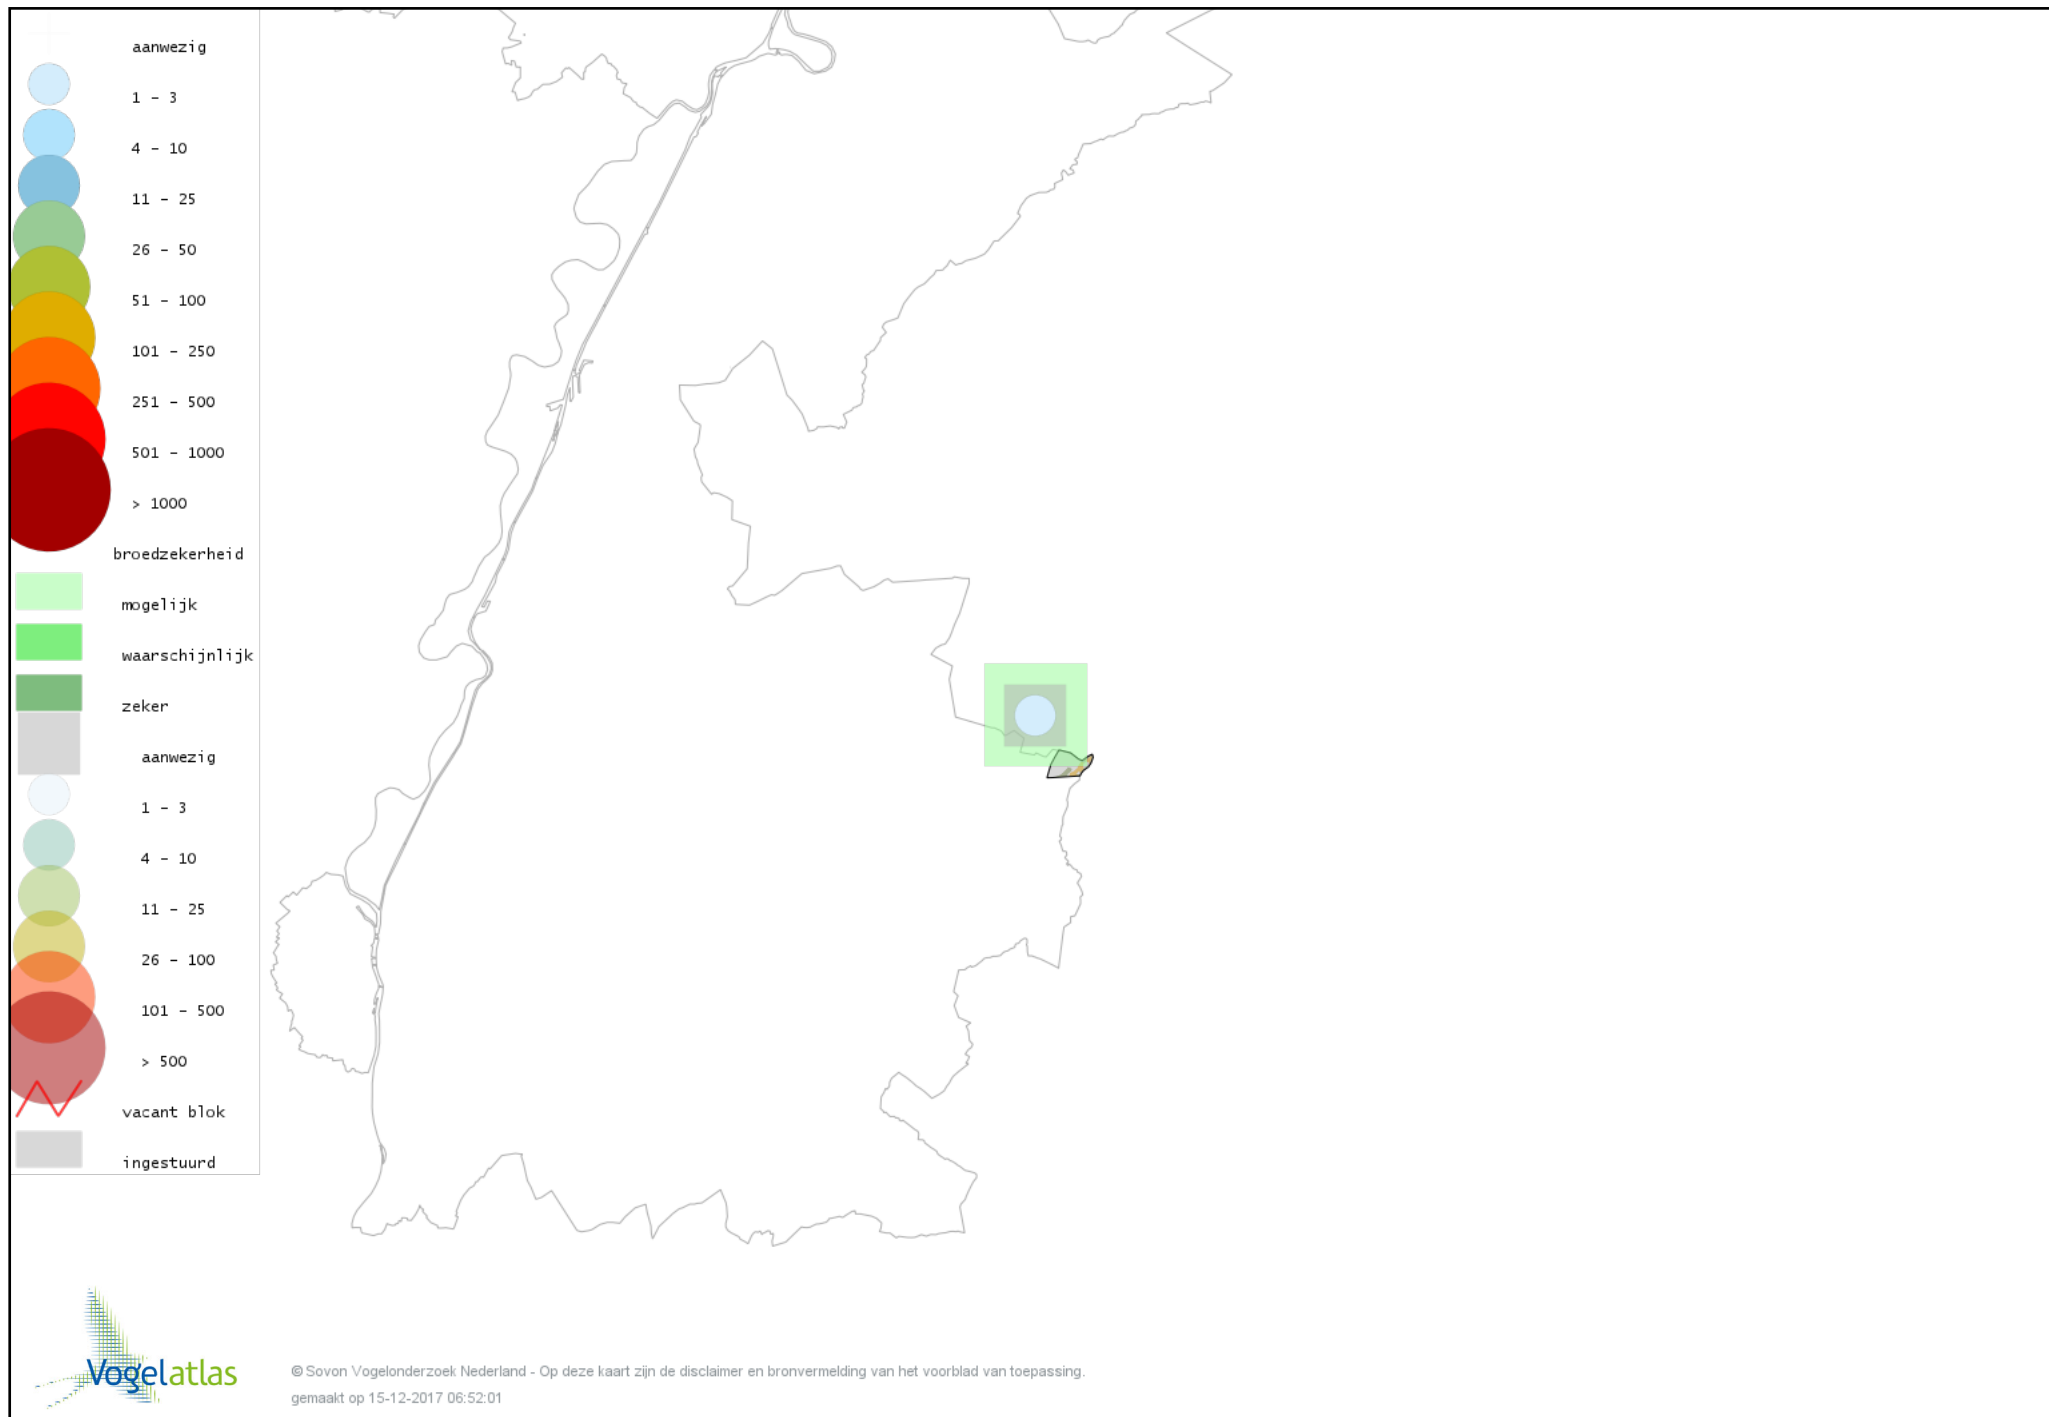 aanwezig
1 - 3
4 - 10
11 - 25
26 - 50
51 - 100
101 - 250
251 - 500
501 - 1000
> 1000
broedzekerheid
mogelijk
waarschijnlijk
zeker
aanwezig
1 - 3
4 - 10
11 - 25
26 - 100
101 - 500
> 500
vacant blok
ingestuurd
Vogelatlas
© Sovon Vogelonderzoek Nederland - Op deze kaart zijn de disclaimer en bronvermelding van het voorblad van toepassing.
gemaakt op 15-12-2017 06:52:01